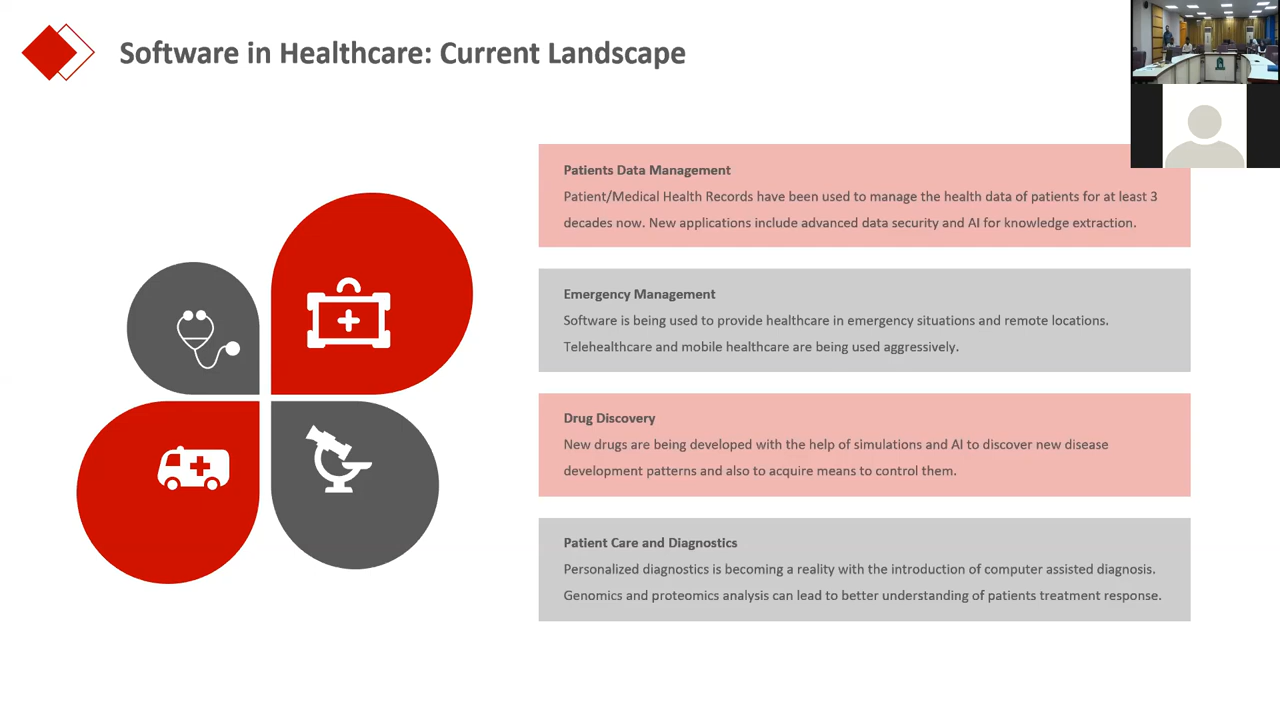 Software in Healthcare: Current Landscape
Patients Data Management
Patient/Medical Health Records have been used to manage the health data of patients for at least 3
decades now. New applications include advanced data security and AI for knowledge extraction.
Emergency Management
Software is being used to provide healthcare in emergency situations and remote locations.
Telehealthcare and mobile healthcare are being used aggressively.
Drug Discovery
New drugs are being developed with the help of simulations and AI to discover new disease
development patterns and also to acquire means to control them.
Patient Care and Diagnostics
Personalized diagnostics is becoming a reality with the introduction of computer assisted diagnosis.
Genomics and proteomics analysis can lead to better understanding of patients treatment response.